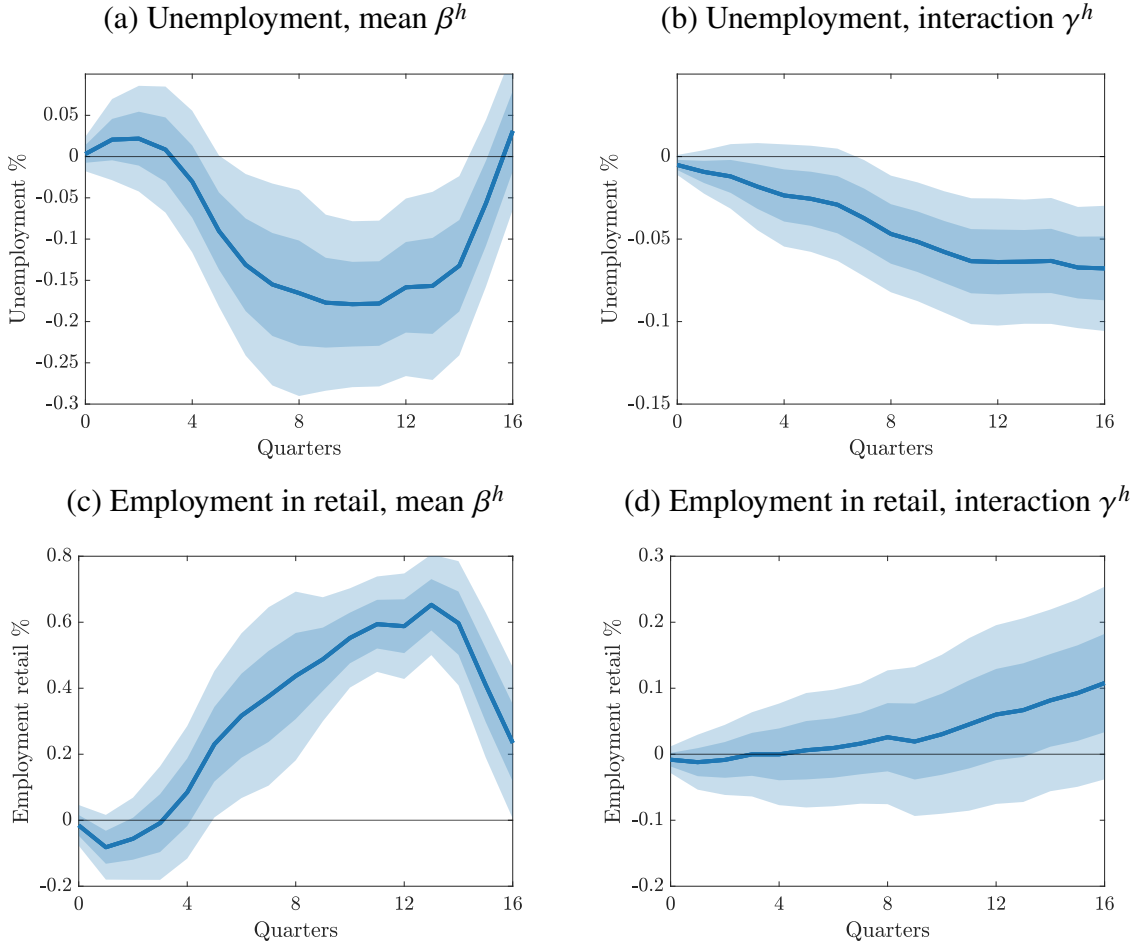 (a) Unemployment, mean β^h
(b) Unemployment, interaction γ^h
Unemployment %
0.05
0
-0.05
-0.1
-0.15
-0.2
-0.25
-0.3
0 4 8 12 16
Quarters
Unemployment %
0
-0.05
-0.1
-0.15
0 4 8 12 16
Quarters
(c) Employment in retail, mean β^h
(d) Employment in retail, interaction γ^h
Employment retail %
0.8
0.6
0.4
0.2
0
-0.2
0 4 8 12 16
Quarters
Employment retail %
0.3
0.2
0.1
0
-0.1
-0.2
0 4 8 12 16
Quarters